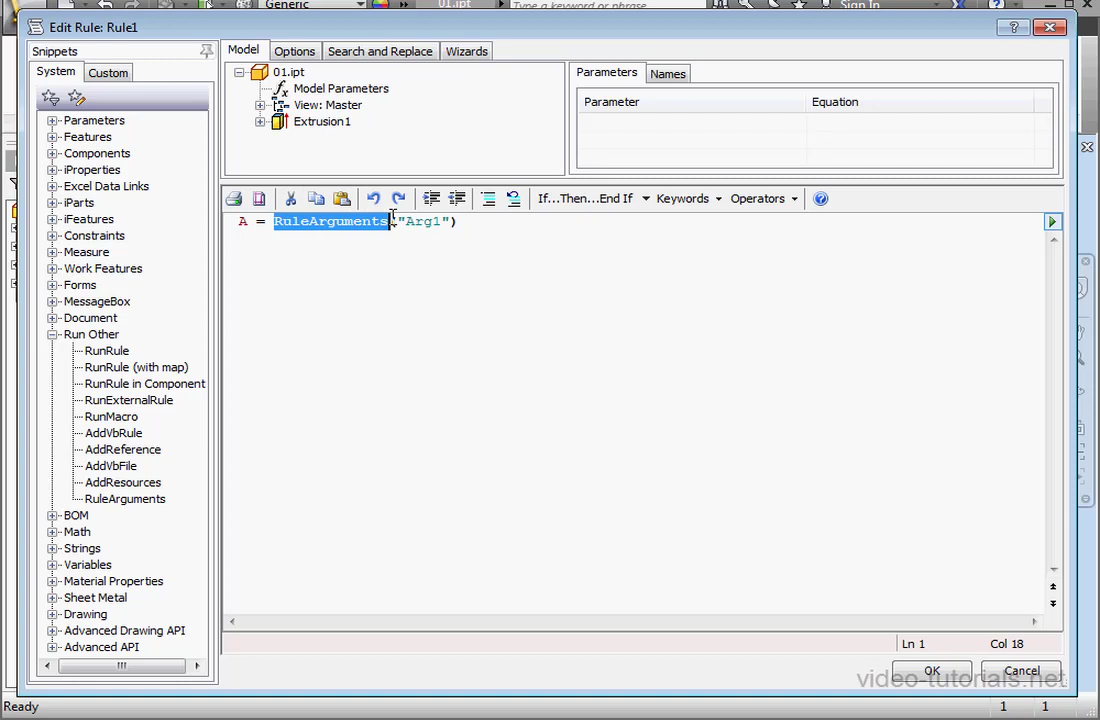 Generic
01.ipt
Type a keyword or phrase
Sign In
Edit Rule: Rule1
Snippets
System
Custom
Parameters
Features
Components
iProperties
Excel Data Links
iParts
iFeatures
Constraints
Measure
Work Features
Forms
MessageBox
Document
Run Other
RunRule
RunRule (with map)
RunRule in Component
RunExternalRule
RunMacro
AddVbRule
AddReference
AddVbFile
AddResources
RuleArguments
BOM
Math
Strings
Variables
Material Properties
Sheet Metal
Drawing
Advanced Drawing API
Advanced API
Model
Options
Search and Replace
Wizards
01.ipt
Model Parameters
View: Master
Extrusion1
Parameters
Names
Parameter
Equation
If...Then...End If
Keywords
Operators
A = RuleArguments("Arg1")
Ln 1
Col 18
OK
Cancel
video-tutorials.net
Ready
1
1